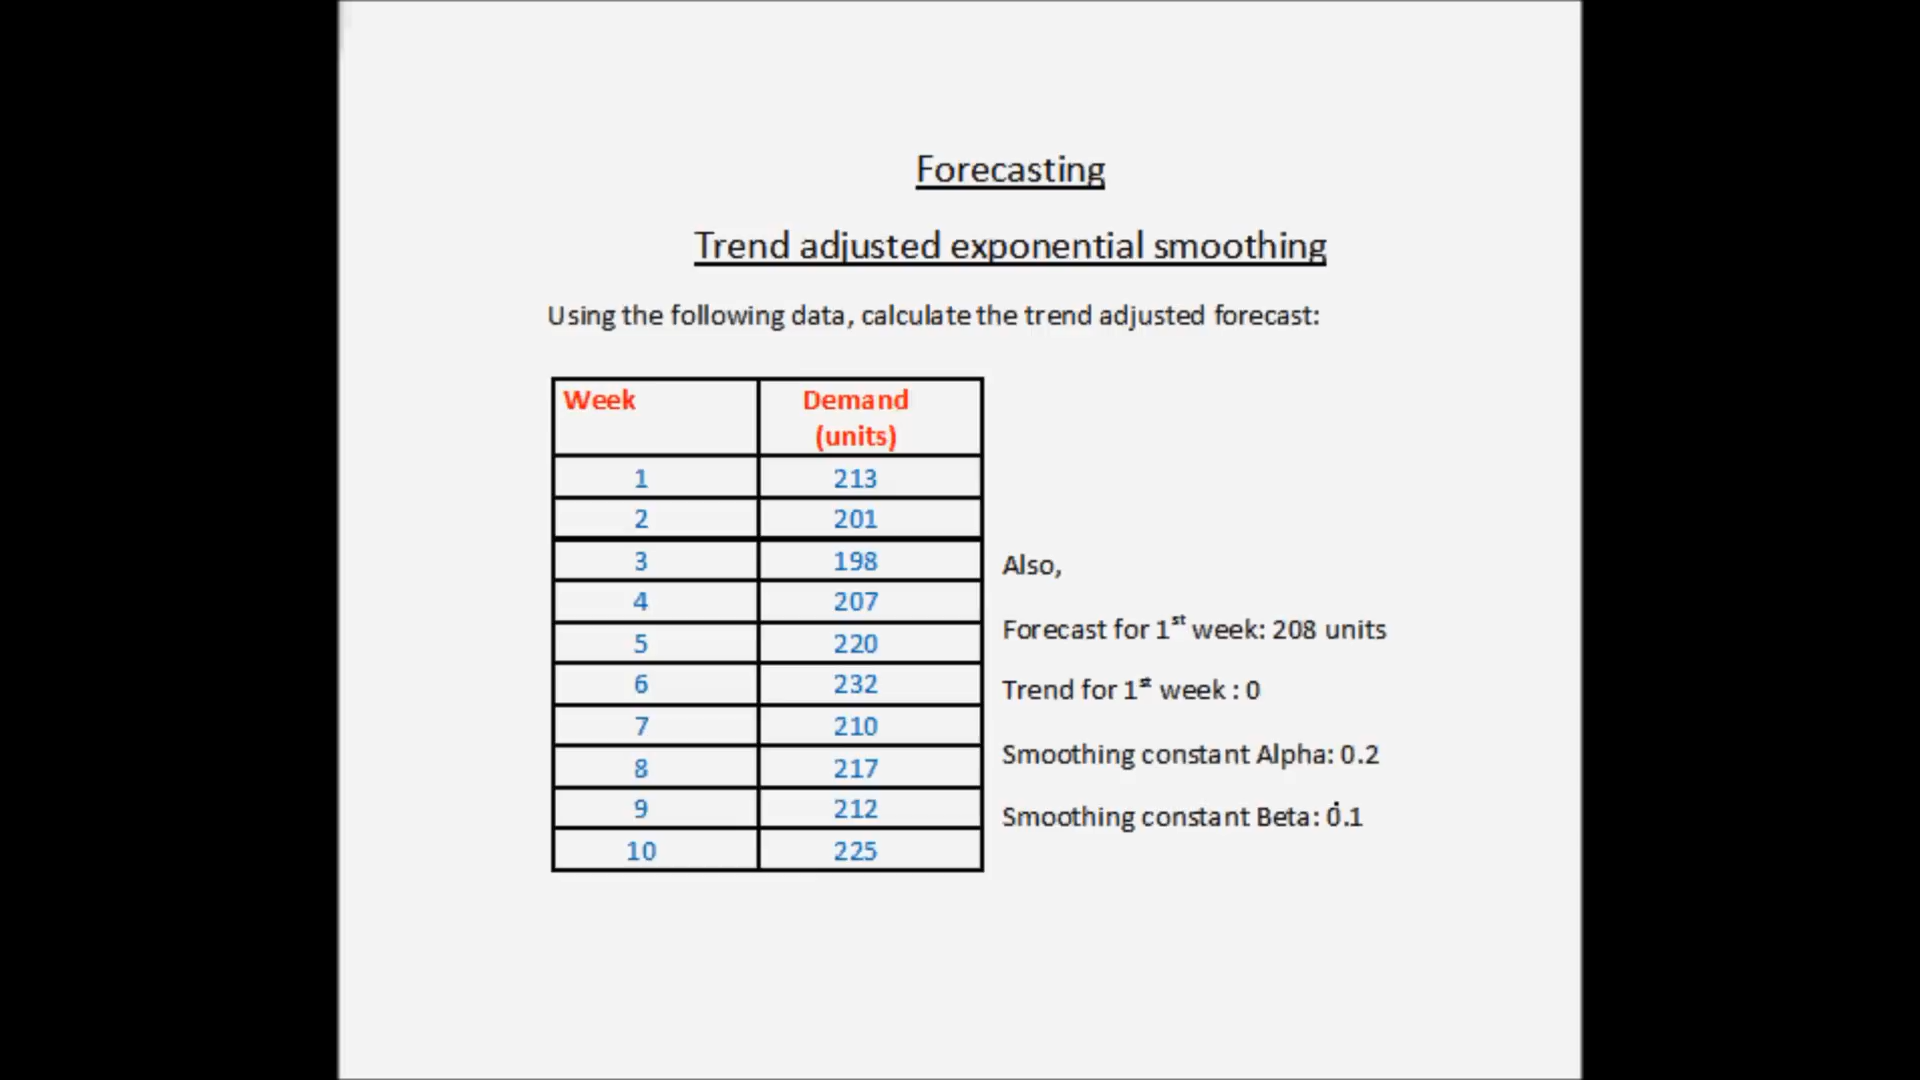 Forecasting
Trend adjusted exponential smoothing
Using the following data, calculate the trend adjusted forecast:
Week Demand (units)
1 213
2 201
3 198
4 207
5 220
6 232
7 210
8 217
9 212
10 225
Also,
Forecast for 1st week: 208 units
Trend for 1st week : 0
Smoothing constant Alpha: 0.2
Smoothing constant Beta: 0.1